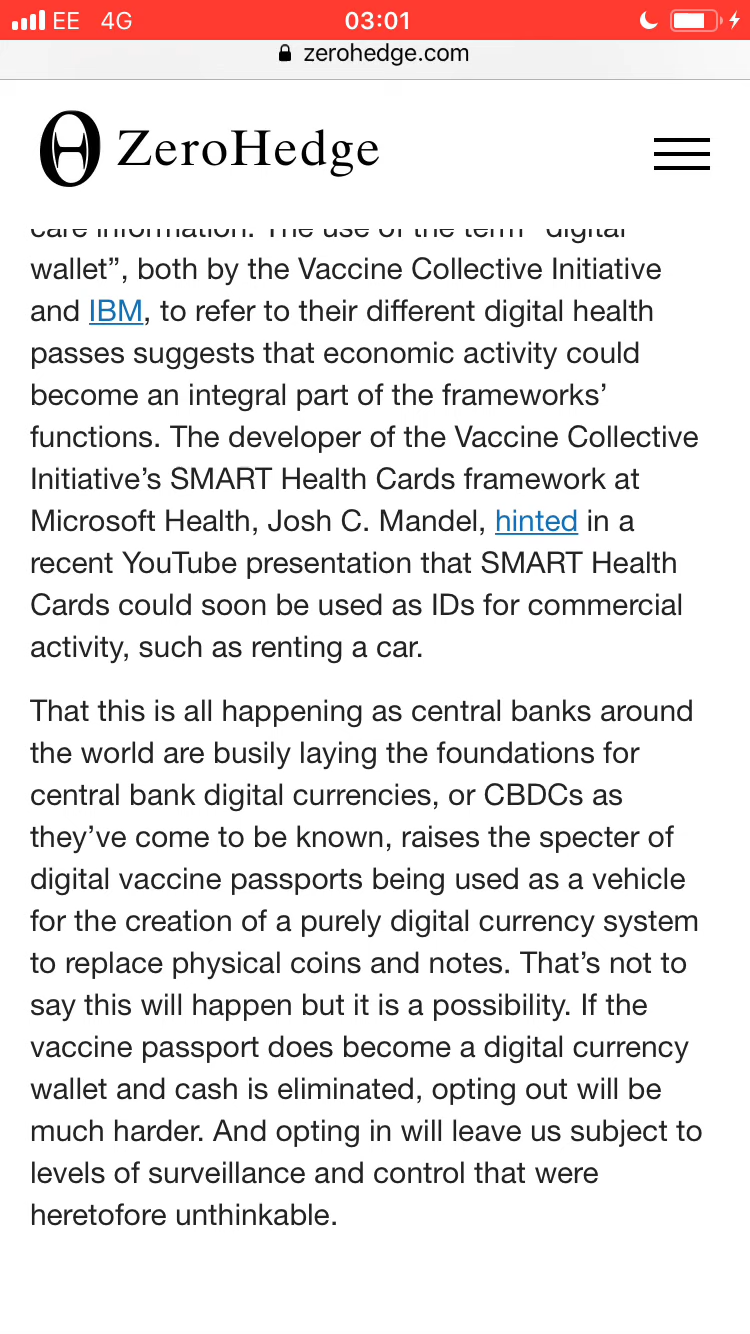 EE 4G 03:01
zerohedge.com
ZeroHedge
care information. The use of the term “digital
wallet”, both by the Vaccine Collective Initiative
and IBM, to refer to their different digital health
passes suggests that economic activity could
become an integral part of the frameworks’
functions. The developer of the Vaccine Collective
Initiative’s SMART Health Cards framework at
Microsoft Health, Josh C. Mandel, hinted in a
recent YouTube presentation that SMART Health
Cards could soon be used as IDs for commercial
activity, such as renting a car.
That this is all happening as central banks around
the world are busily laying the foundations for
central bank digital currencies, or CBDCs as
they’ve come to be known, raises the specter of
digital vaccine passports being used as a vehicle
for the creation of a purely digital currency system
to replace physical coins and notes. That’s not to
say this will happen but it is a possibility. If the
vaccine passport does become a digital currency
wallet and cash is eliminated, opting out will be
much harder. And opting in will leave us subject to
levels of surveillance and control that were
heretofore unthinkable.